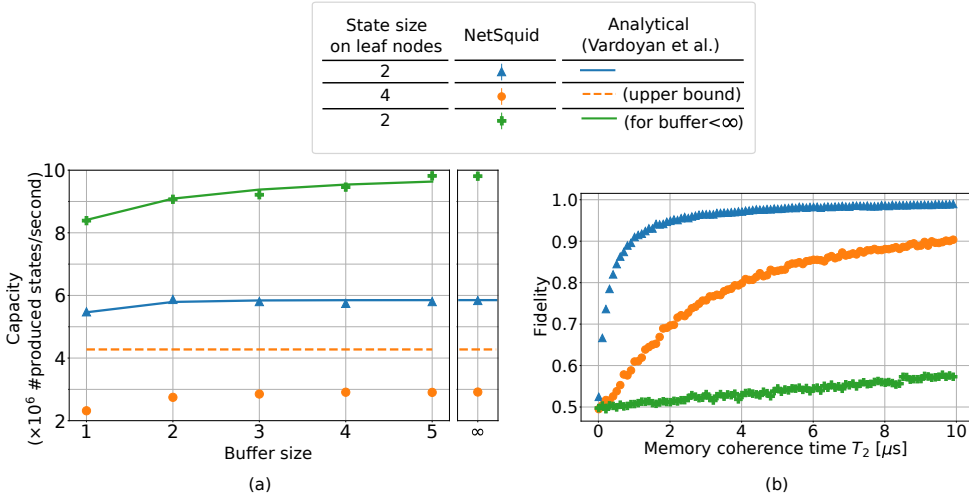 State size
on leaf nodes
NetSquid
Analytical
(Vardoyan et al.)
2
4
(upper bound)
2
(for buffer<∞)
Capacity
(×10⁶ #produced states/second)
10
8
6
4
2
1
2
3
4
5
∞
Buffer size
(a)
Fidelity
1.0
0.9
0.8
0.7
0.6
0.5
0
2
4
6
8
10
Memory coherence time T₂ [μs]
(b)